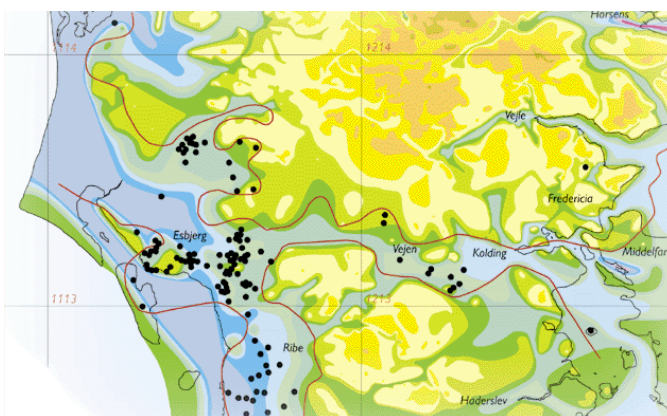 Horsens
1114
1214
Vejle
Fredericia
Esbjerg
Vejen
Kolding
Middelfar
1113
1213
Ribe
Haderslev